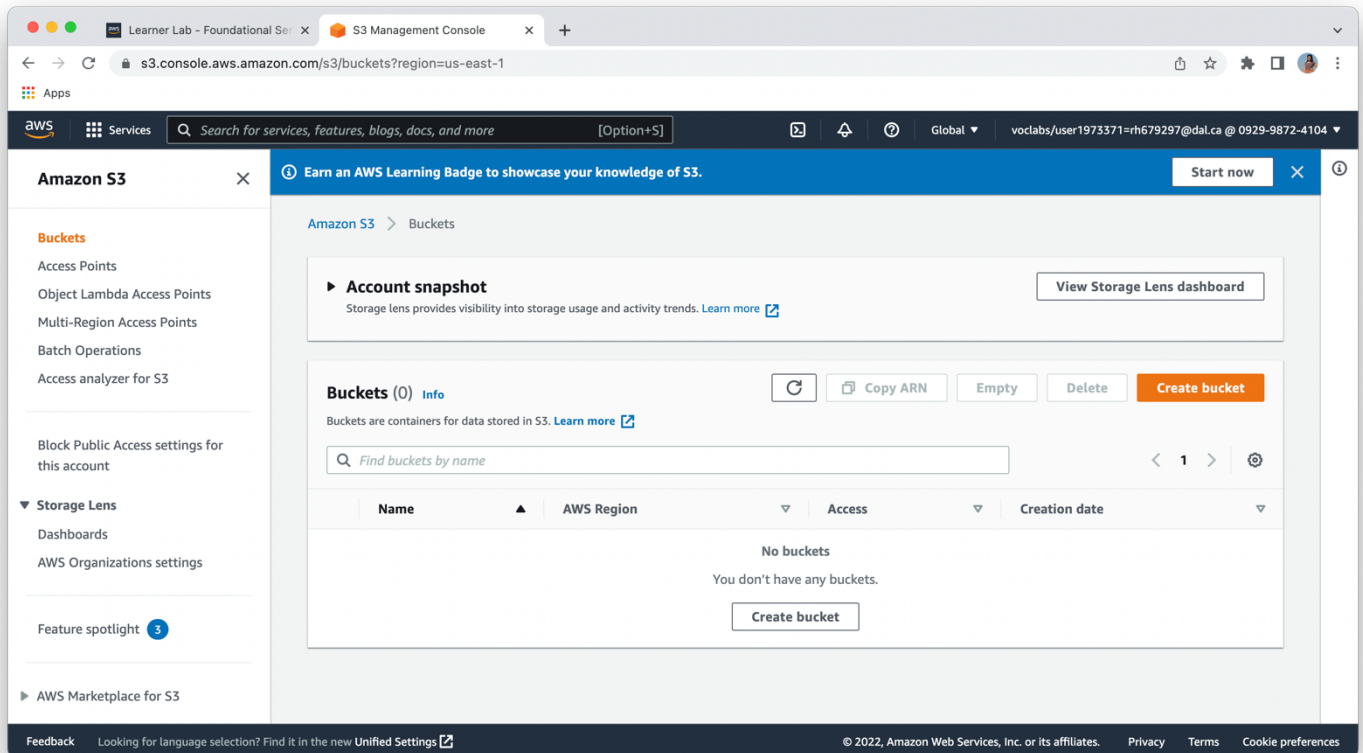 Learner Lab - Foundational Ser
S3 Management Console
s3.console.aws.amazon.com/s3/buckets?region=us-east-1
Apps
aws
Services
Search for services, features, blogs, docs, and more [Option+S]
Global
voclabs/user1973371=rh679297@dal.ca @ 0929-9872-4104
Amazon S3
Buckets
Access Points
Object Lambda Access Points
Multi-Region Access Points
Batch Operations
Access analyzer for S3
Block Public Access settings for
this account
Storage Lens
Dashboards
AWS Organizations settings
Feature spotlight 3
AWS Marketplace for S3
Earn an AWS Learning Badge to showcase your knowledge of S3.
Start now
Amazon S3 > Buckets
Account snapshot
Storage lens provides visibility into storage usage and activity trends. Learn more
View Storage Lens dashboard
Buckets (0) Info
Copy ARN
Empty
Delete
Create bucket
Buckets are containers for data stored in S3. Learn more
Find buckets by name
1
Name
AWS Region
Access
Creation date
No buckets
You don't have any buckets.
Create bucket
Feedback
Looking for language selection? Find it in the new Unified Settings
© 2022, Amazon Web Services, Inc. or its affiliates.
Privacy
Terms
Cookie preferences